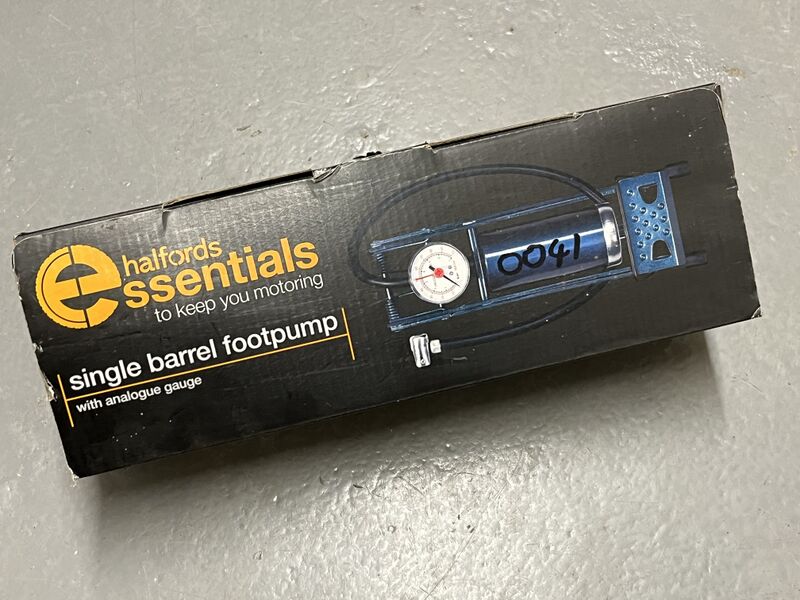 halfords
essentials
to keep you motoring
single barrel footpump
with analogue gauge
0041